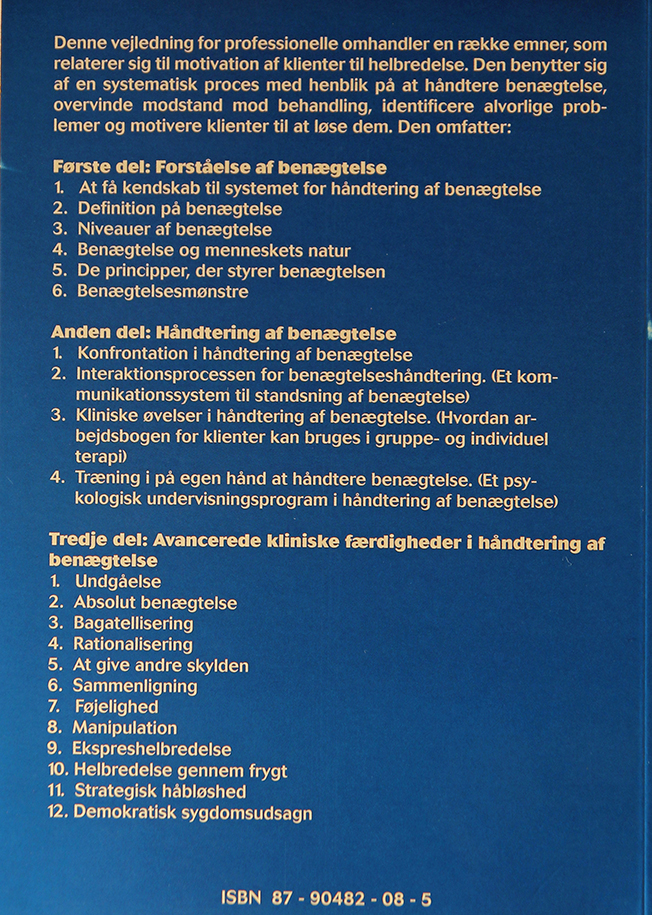 Denne vejledning for professionelle omhandler en række emner, som
relaterer sig til motivation af klienter til helbredelse. Den benytter sig
af en systematisk proces med henblik på at håndtere benægtelse,
overvinde modstand mod behandling, identificere alvorlige prob-
lemer og motivere klienter til at løse dem. Den omfatter:
Første del: Forståelse af benægtelse
1. At få kendskab til systemet for håndtering af benægtelse
2. Definition på benægtelse
3. Niveauer af benægtelse
4. Benægtelse og menneskets natur
5. De principper, der styrer benægtelsen
6. Benægtelsesmønstre
Anden del: Håndtering af benægtelse
1. Konfrontation i håndtering af benægtelse
2. Interaktionsprocessen for benægtelseshåndtering. (Et kom-
munikationssystem til standsning af benægtelse)
3. Kliniske øvelser i håndtering af benægtelse. (Hvordan ar-
bejdsbogen for klienter kan bruges i gruppe- og individuel
terapi)
4. Træning i på egen hånd at håndtere benægtelse. (Et psy-
kologisk undervisningsprogram i håndtering af benægtelse)
Tredje del: Avancerede kliniske færdigheder i håndtering af
benægtelse
1. Undgåelse
2. Absolut benægtelse
3. Bagatellisering
4. Rationalisering
5. At give andre skylden
6. Sammenligning
7. Føjelighed
8. Manipulation
9. Ekspreshelbredelse
10. Helbredelse gennem frygt
11. Strategisk håbløshed
12. Demokratisk sygdomsudsagn
ISBN 87 - 90482 - 08 - 5